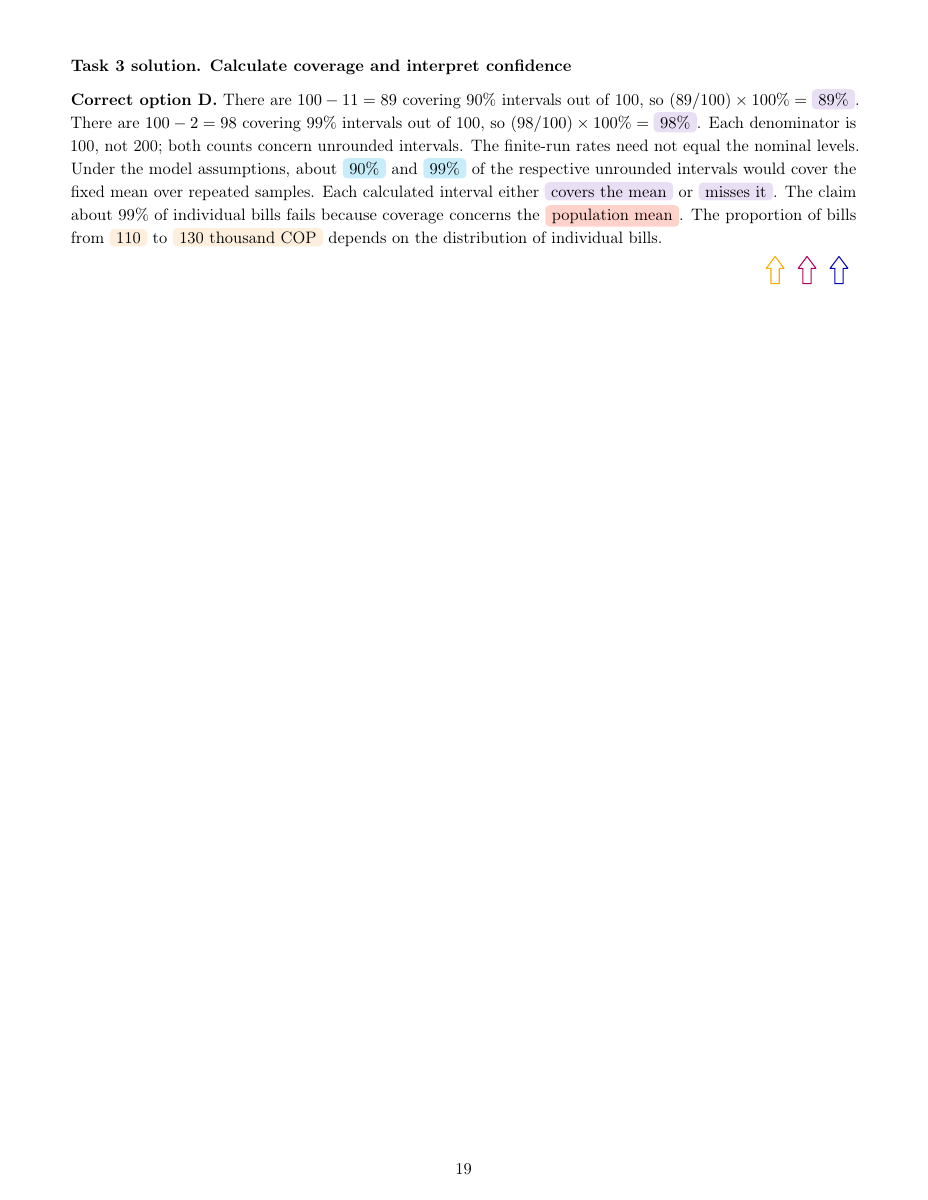 Task 3 solution. Calculate coverage and interpret confidence
Correct option D. There are 100 − 11 = 89 covering 90% intervals out of 100, so (89/100) × 100% = 89% .
There are 100 − 2 = 98 covering 99% intervals out of 100, so (98/100) × 100% = 98% . Each denominator is
100, not 200; both counts concern unrounded intervals. The finite-run rates need not equal the nominal levels.
Under the model assumptions, about 90% and 99% of the respective unrounded intervals would cover the
fixed mean over repeated samples. Each calculated interval either covers the mean or misses it . The claim
about 99% of individual bills fails because coverage concerns the population mean . The proportion of bills
from 110 to 130 thousand COP depends on the distribution of individual bills.
19